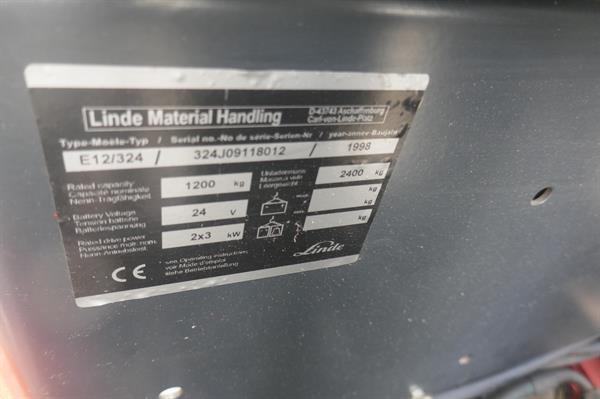 Linde Material Handling D-43743 Aschaffenburg Carl-von-Linde-Platz
Type-Modèle-Typ / Serial no.-No de série-Serien-Nr / year-année-Baujahr
E12/324 / 324J09118012 / 1998
Rated capacity
Capacité nominale
Nenn-Tragfähigkeit
1200 kg
Unladen mass
Masse à vide
Leergewicht
2400 kg
Battery Voltage
Tension batterie
Batteriespannung
24 V
kg
kg
Rated drive power
Puissance motr. nom.
Nenn-Antriebsleist.
2x3 kW
kg
CE
see Operating instructions
voir Mode d'emploi
siehe Betriebsanleitung
Linde